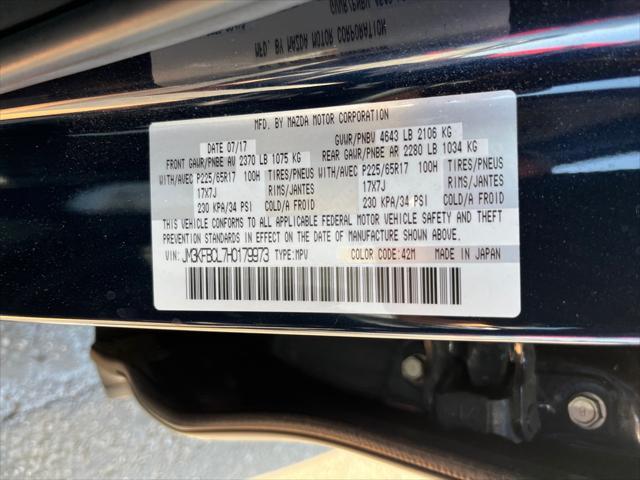 MFD. BY MAZDA MOTOR CORPORATION
DATE 07/17 GVWR/PNBV 4643 LB 2106 KG
FRONT GAWR/PNBE AV 2370 LB 1075 KG REAR GAWR/PNBE AR 2280 LB 1034 KG
WITH/AVEC P225/65R17 100H TIRES/PNEUS WITH/AVEC P225/65R17 100H TIRES/PNEUS
17X7J RIMS/JANTES 17X7J RIMS/JANTES
230 KPA/34 PSI COLD/A FROID 230 KPA/34 PSI COLD/A FROID
THIS VEHICLE CONFORMS TO ALL APPLICABLE FEDERAL MOTOR VEHICLE SAFETY AND THEFT
PREVENTION STANDARDS IN EFFECT ON THE DATE OF MANUFACTURE SHOWN ABOVE.
VIN: JM3KFBCL7H0179973 TYPE:MPV COLOR CODE:42M MADE IN JAPAN